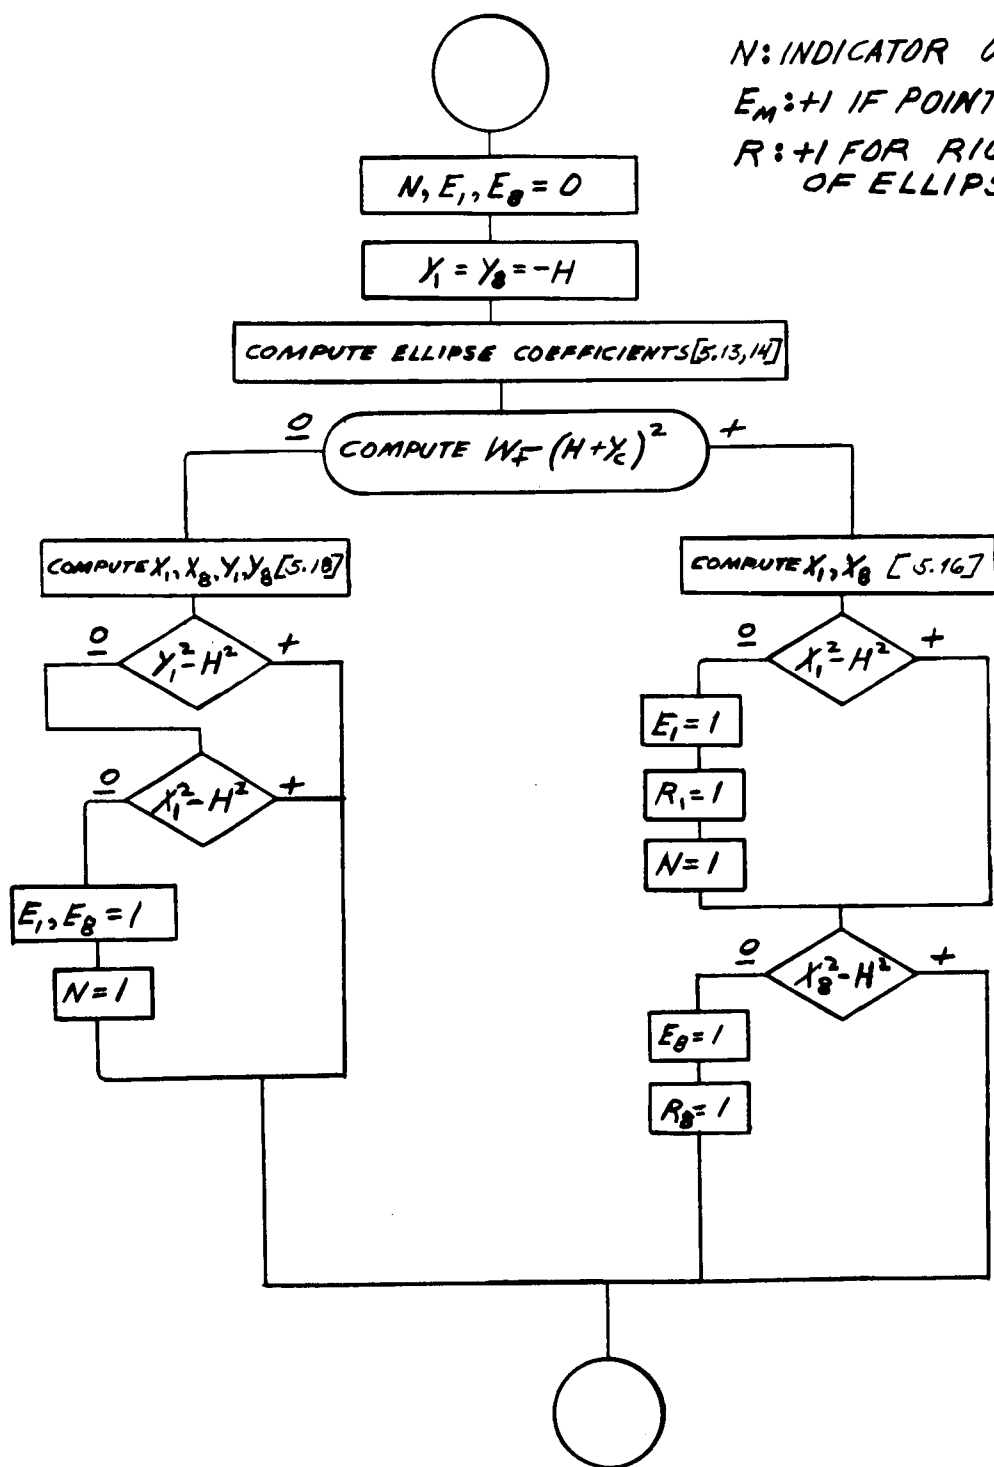 N: INDICATOR
E_M: +1 IF POINT
R: +1 FOR
OF
N, E₁, E₈ = 0
Y₁ = Y₈ = -H
COMPUTE ELLIPSE COEFFICIENTS [5.13, 14]
0 COMPUTE W_F - (H + Y_C)² +
COMPUTE X₁, X₈, Y₁, Y₈ [5.18]
COMPUTE X₁, X₈ [5.16]
0 Y₁² - H² +
0 X₁² - H² +
E₁ = 1
0 X₁² - H² +
R₁ = 1
N = 1
E₁, E₈ = 1
0 X₈² - H² +
N = 1
E₈ = 1
R₈ = 1